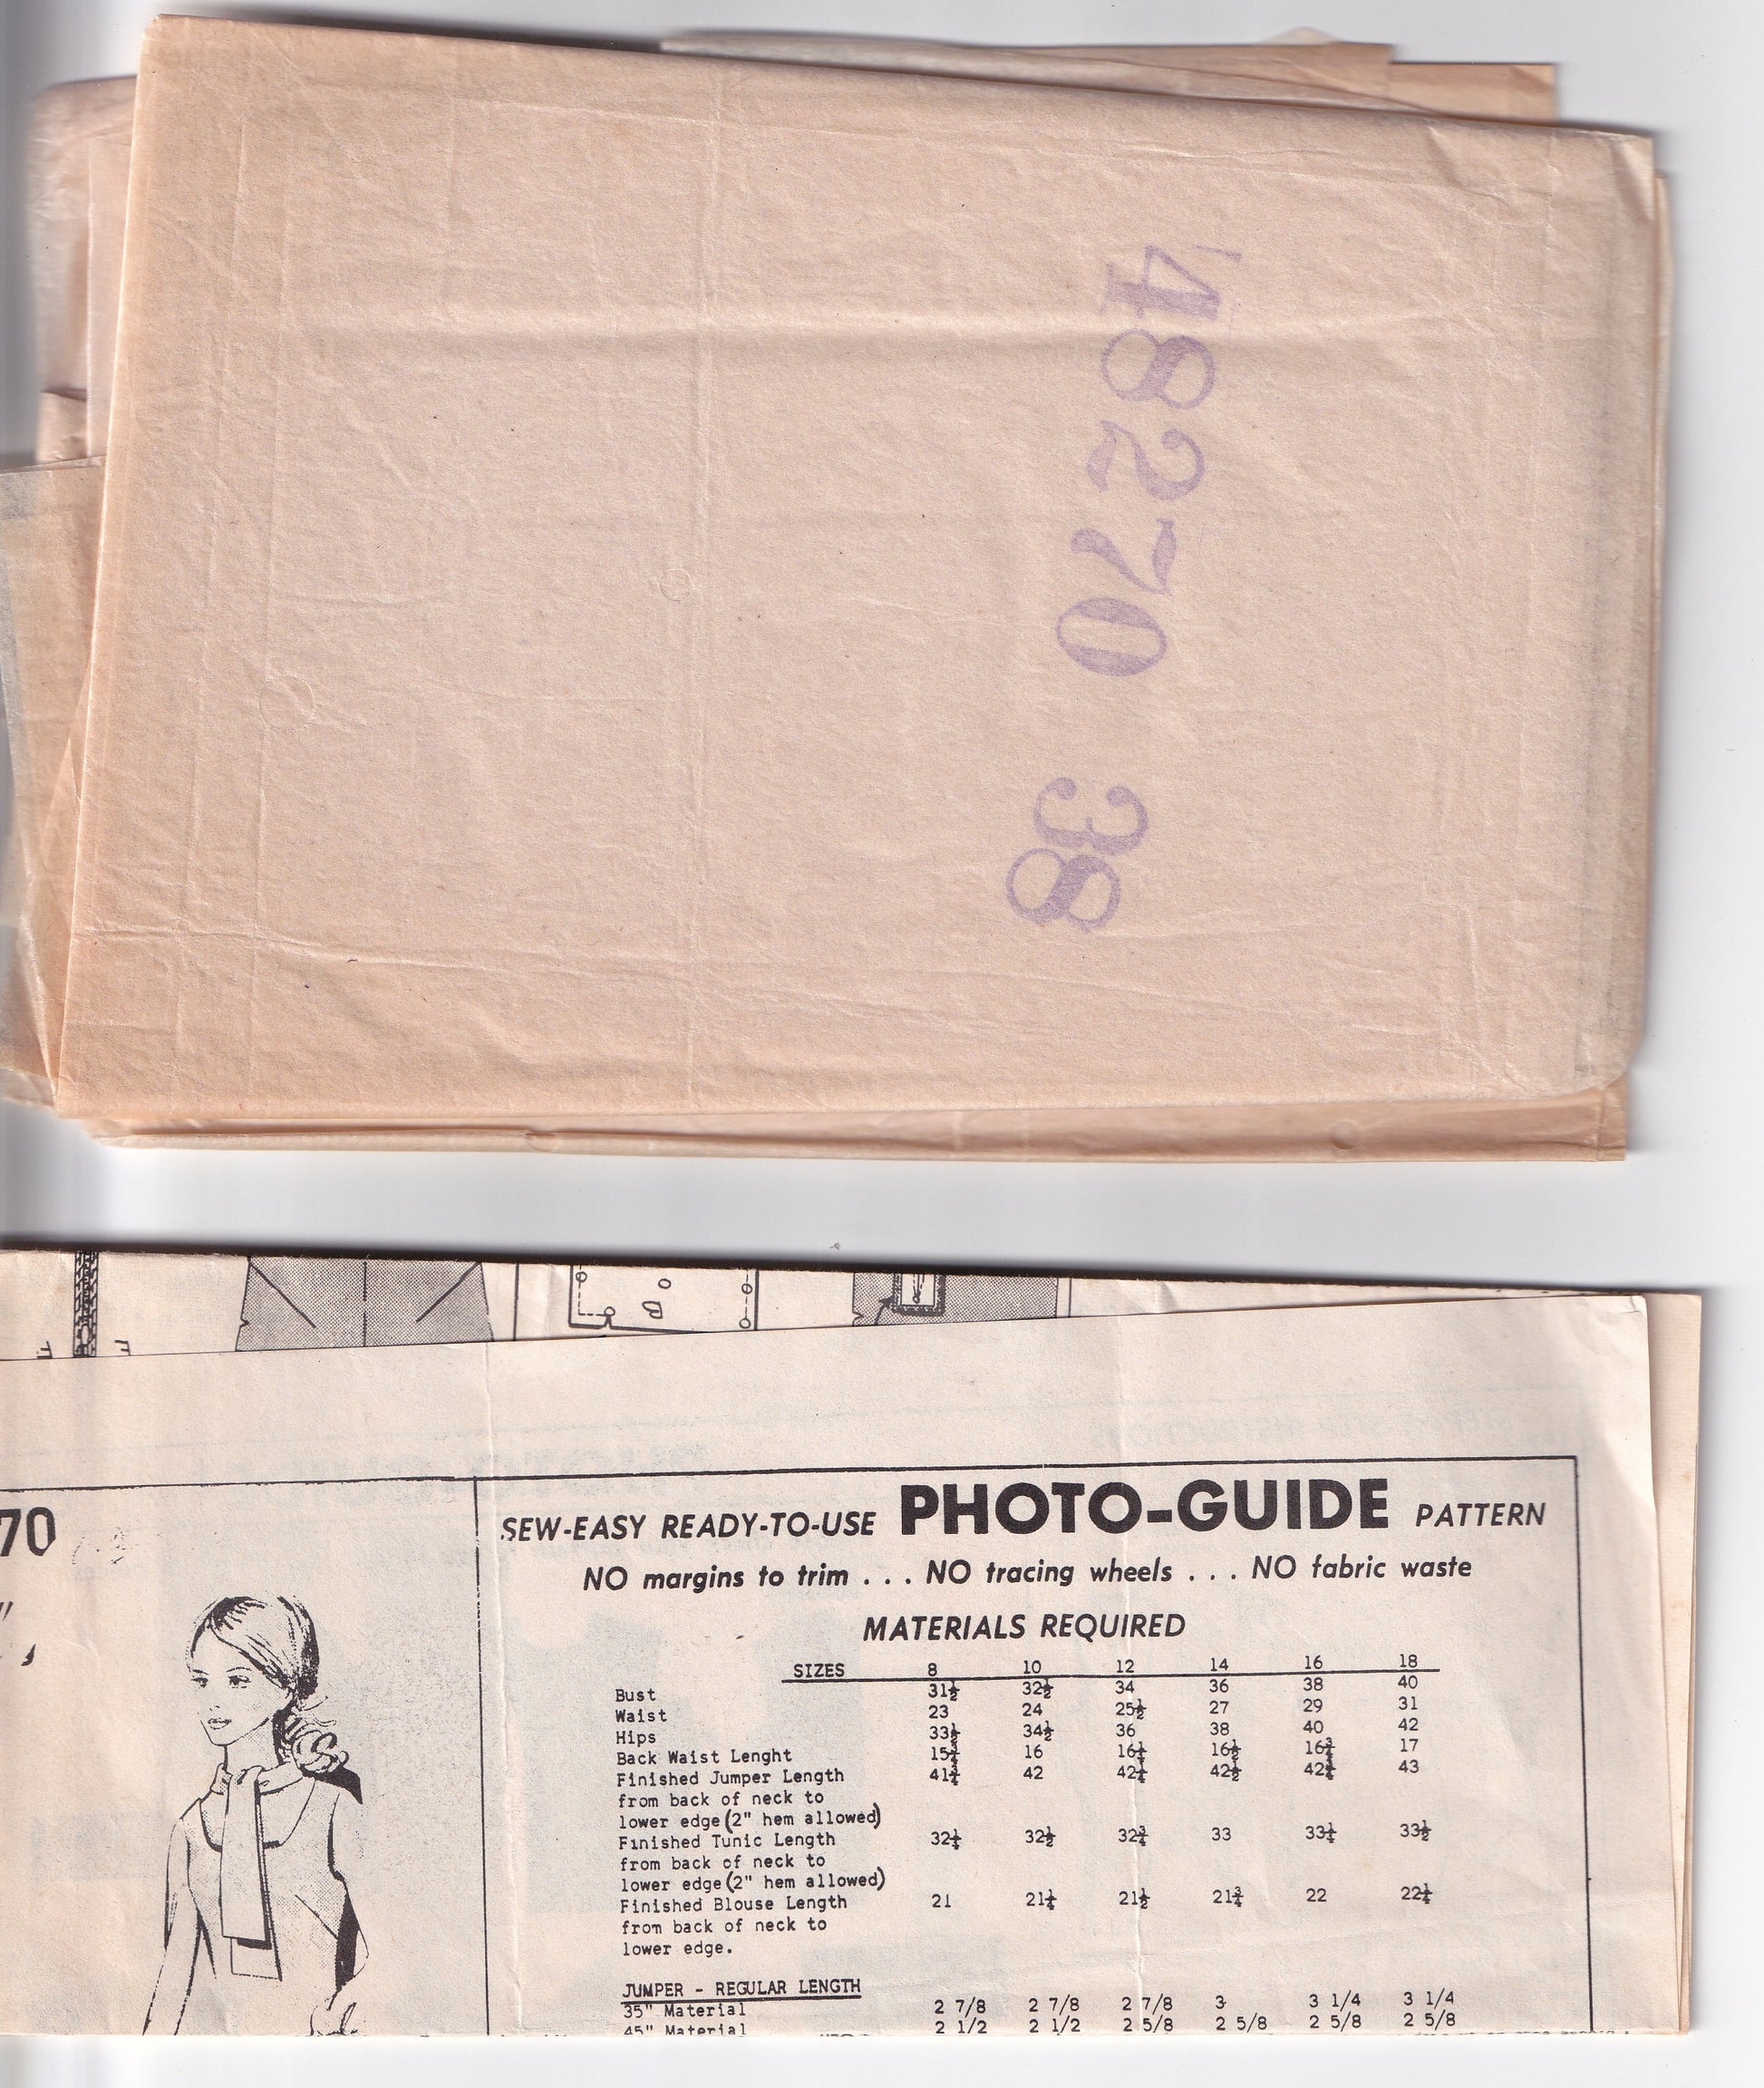 48270 38
70
SEW-EASY READY-TO-USE PHOTO-GUIDE PATTERN
NO margins to trim . . . NO tracing wheels . . . NO fabric waste
MATERIALS REQUIRED
SIZES 8 10 12 14 16 18
Bust 31½ 32½ 34 36 38 40
Waist 23 24 25½ 27 29 31
Hips 33½ 34½ 36 38 40 42
Back Waist Lenght 15¾ 16 16¼ 16½ 16¾ 17
Finished Jumper Length 41¾ 42 42¼ 42½ 42¾ 43
from back of neck to
lower edge(2" hem allowed)
Finished Tunic Length 32¼ 32½ 32¾ 33 33¼ 33½
from back of neck to
lower edge(2" hem allowed)
Finished Blouse Length 21 21¼ 21½ 21¾ 22 22¼
from back of neck to
lower edge.
JUMPER - REGULAR LENGTH
35" Material 2 7/8 2 7/8 2 7/8 3 3 1/4 3 1/4
45" Material 2 1/2 2 1/2 2 5/8 2 5/8 2 5/8 2 5/8